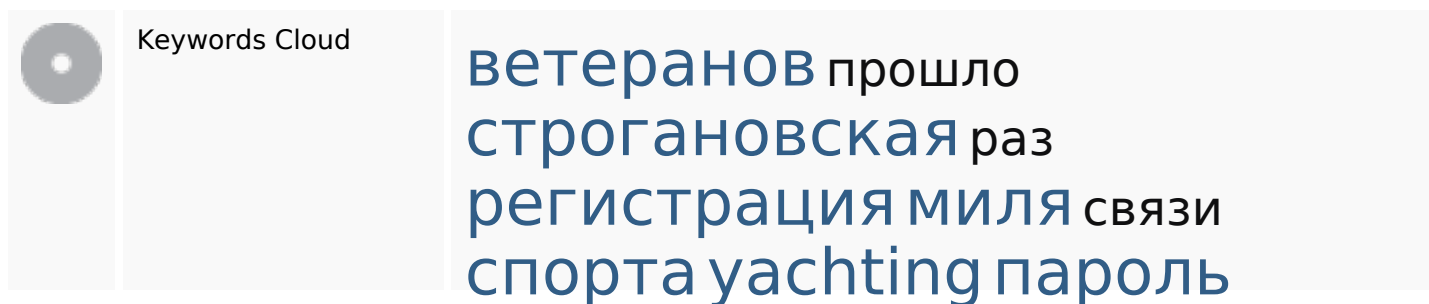 Keywords Cloud
ветеранов прошло
строгановская раз
регистрация миля связи
спорта yachting пароль